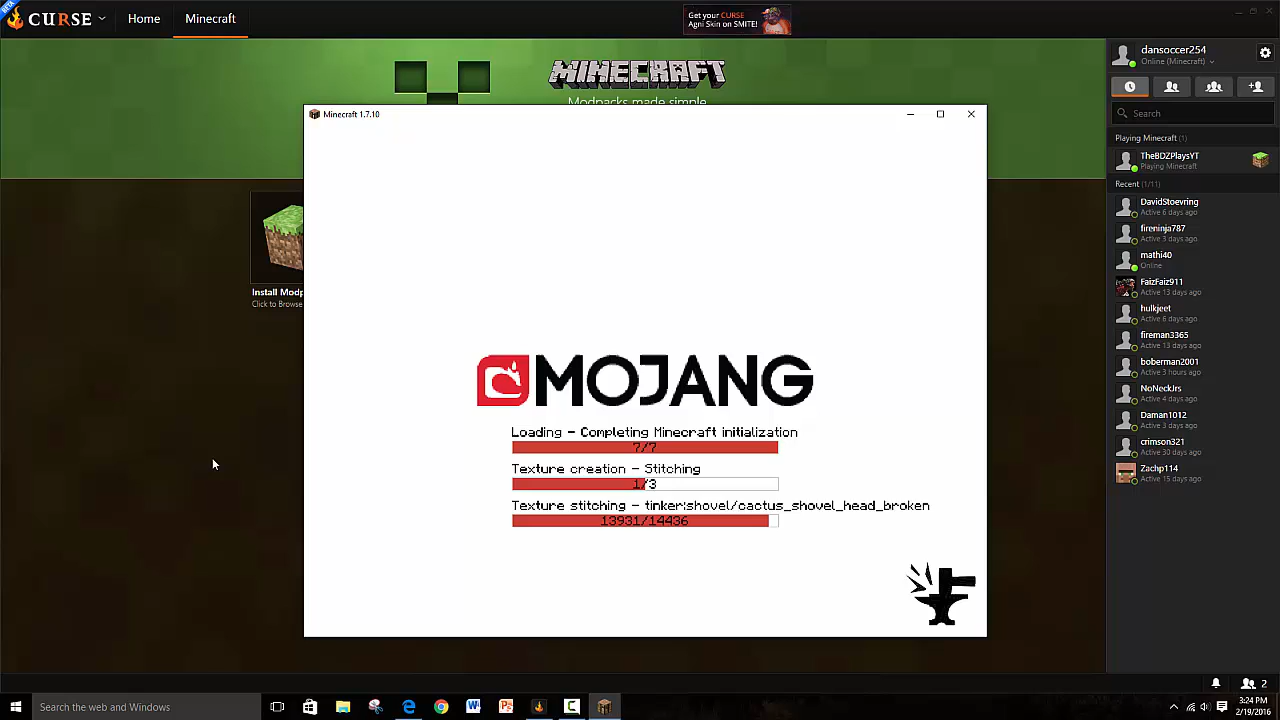 BETA
CURSE
Home
Minecraft
Get your CURSE
Agni Skin on SMITE!
MINECRAFT
Modpacks made simple
Install Modp
Click to Browse
Minecraft 1.7.10
MOJANG
Loading - Completing Minecraft initialization
7/7
Texture creation - Stitching
1/3
Texture stitching - tinker:shovel/cactus_shovel_head_broken
13931/14436
dansoccer254
Online (Minecraft)
Search
Playing Minecraft (1)
TheBDZPlaysYT
Playing Minecraft
Recent (1/11)
DavidStoevring
Active 6 days ago
fireninja787
Active 3 days ago
mathi40
Online
FaizFaiz911
Active 13 days ago
hulkjeet
Active 6 days ago
fireman3365
Active 13 days ago
boberman2001
Active 3 hours ago
NoNeckJrs
Active 4 days ago
Daman1012
Active 3 days ago
crimson321
Active 30 days ago
Zachp114
Active 15 days ago
2
Search the web and Windows
3:24 PM
2/19/2016